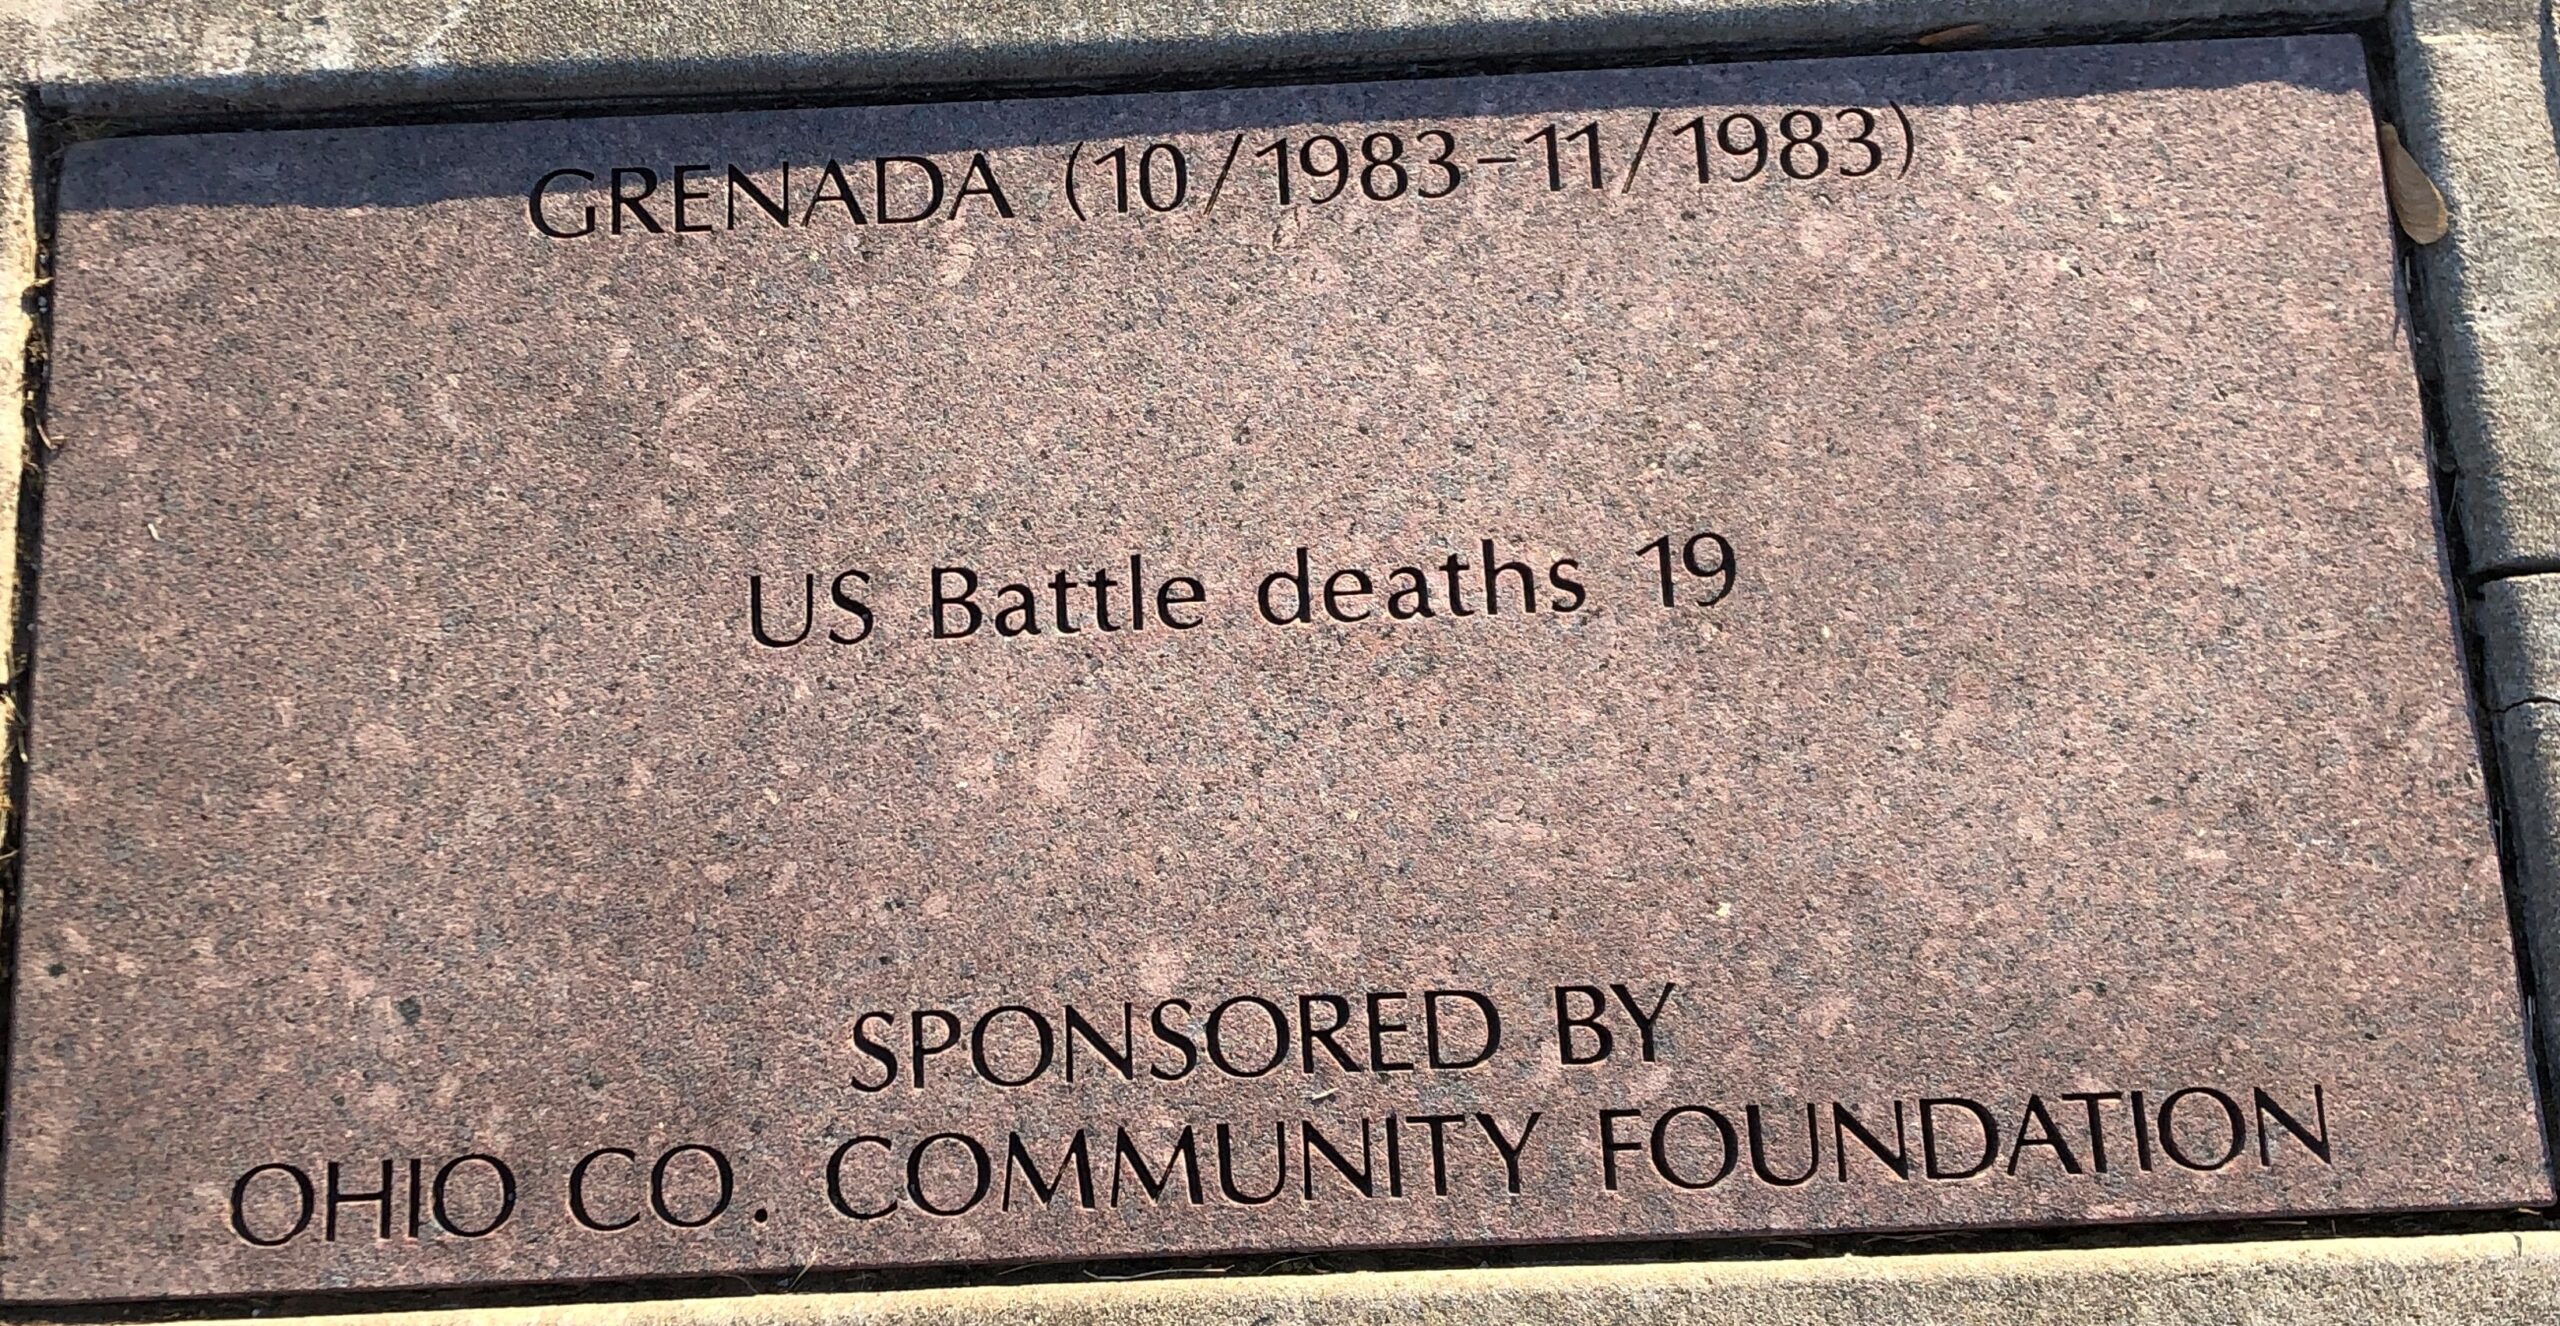 GRENADA (10/1983-11/1983)
US Battle deaths 19
SPONSORED BY
OHIO CO. COMMUNITY FOUNDATION